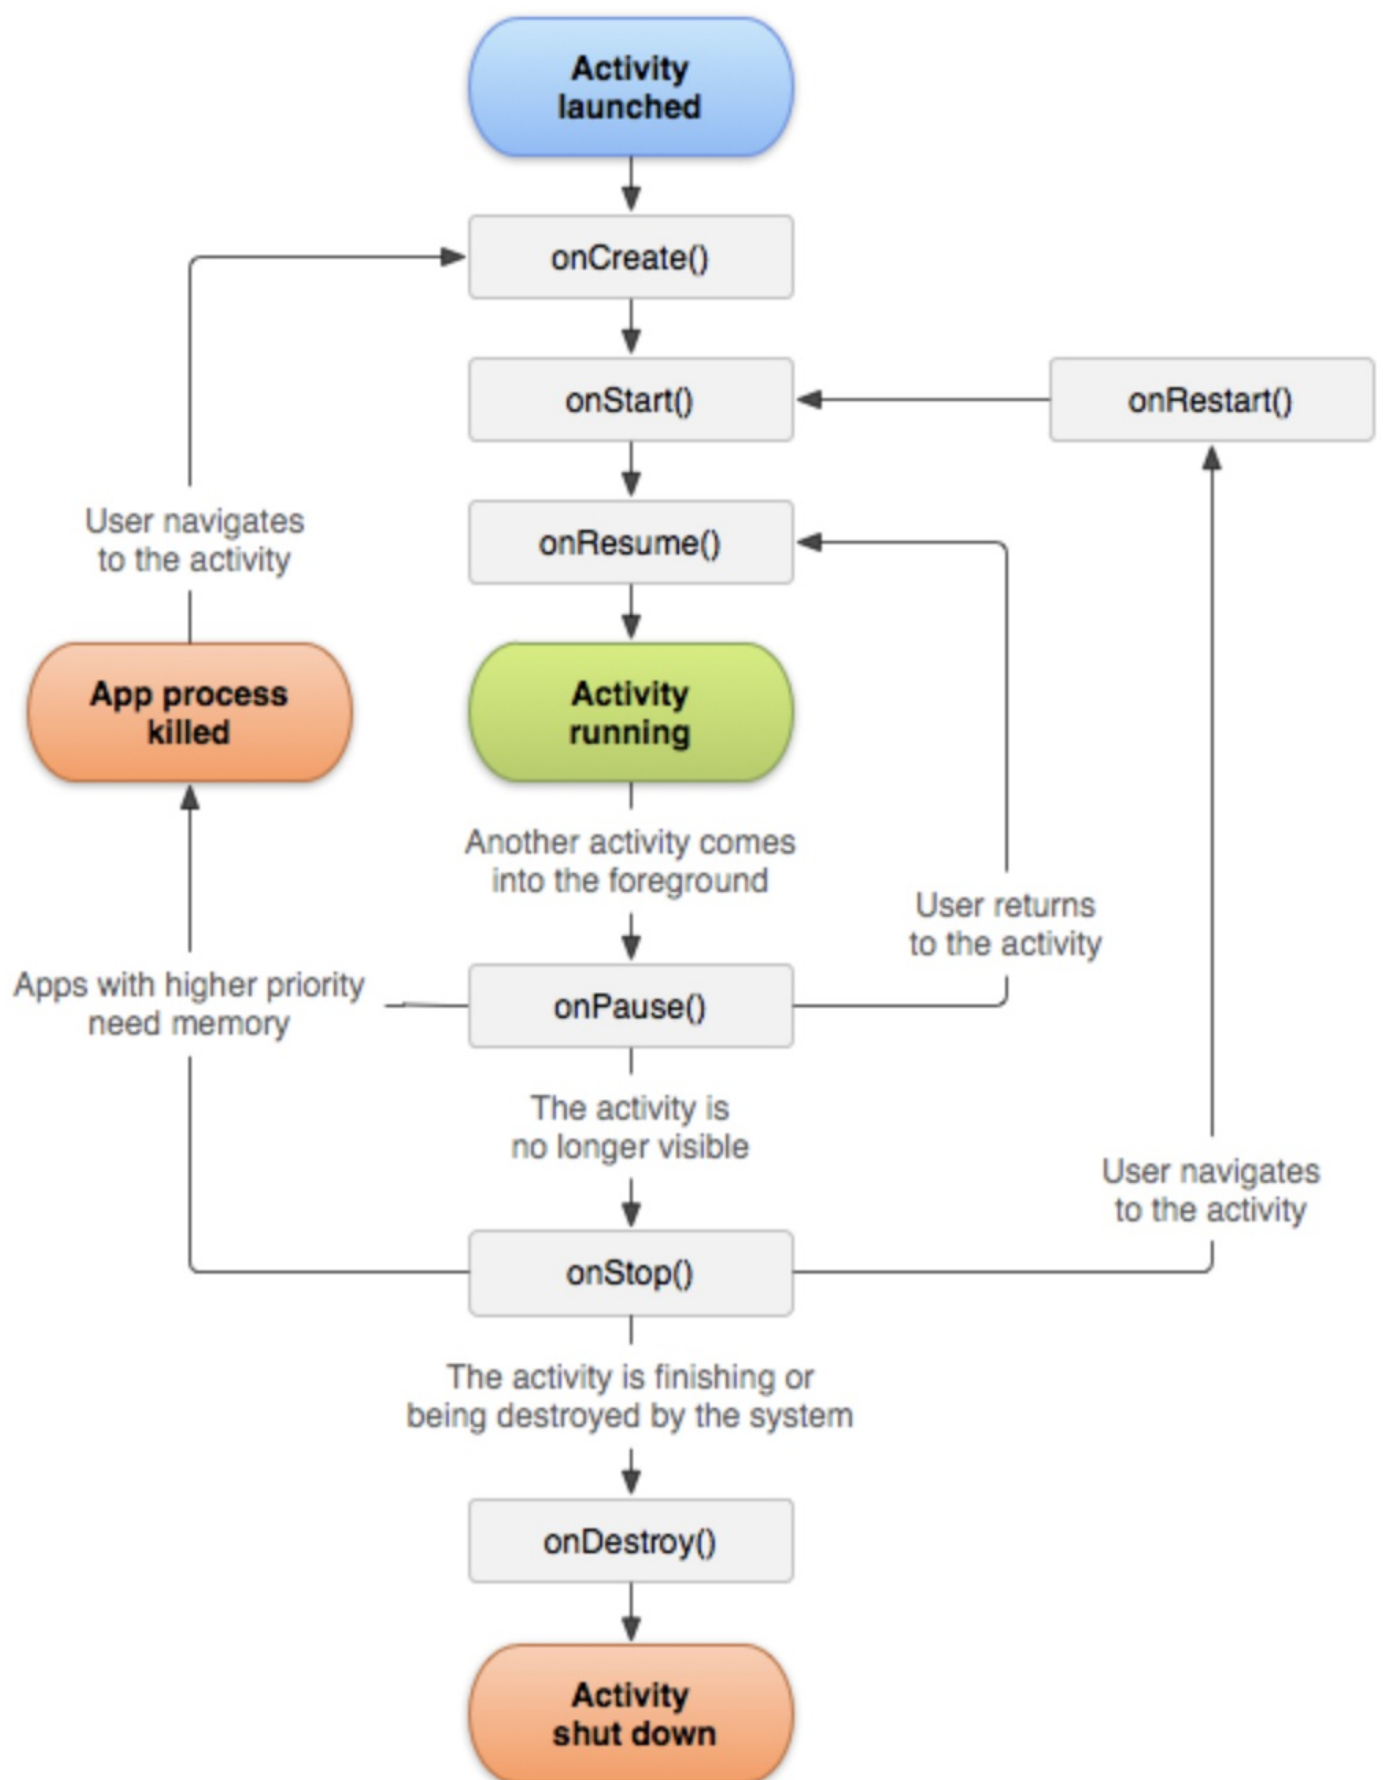 Activity
launched
onCreate()
onStart()
onRestart()
User navigates
to the activity
onResume()
App process
killed
Activity
running
Another activity comes
into the foreground
User returns
to the activity
Apps with higher priority
need memory
onPause()
The activity is
no longer visible
User navigates
to the activity
onStop()
The activity is finishing or
being destroyed by the system
onDestroy()
Activity
shut down